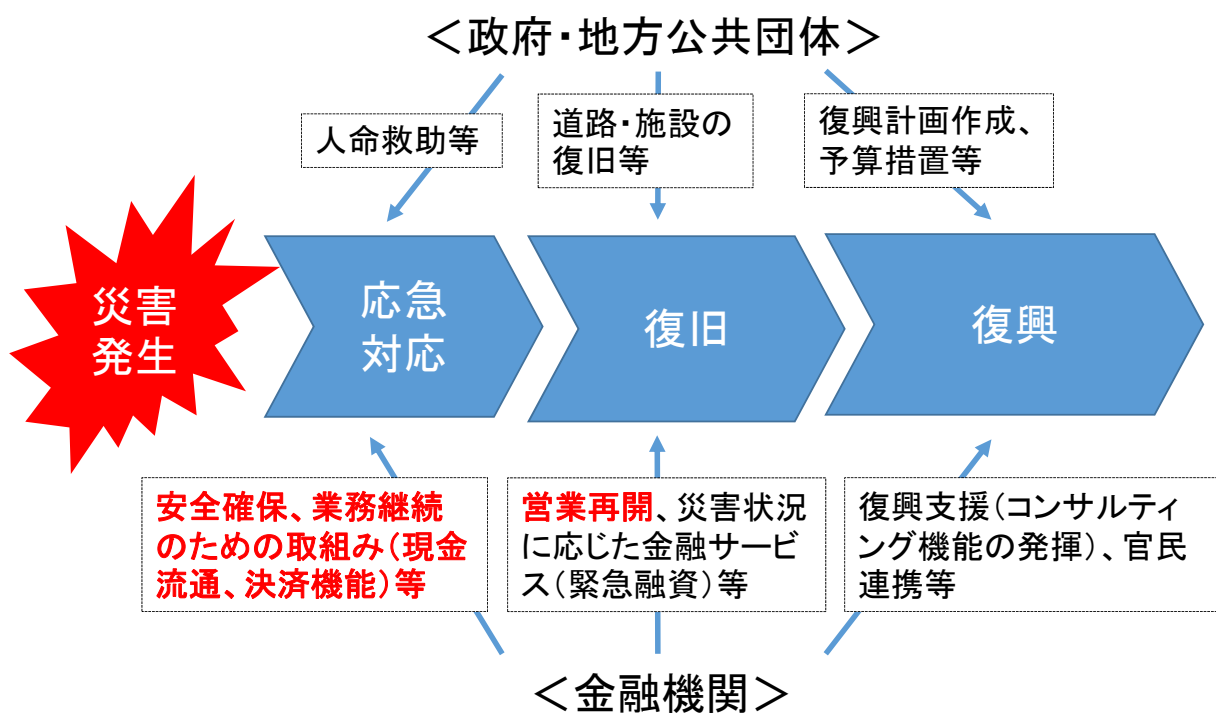 ＜政府・地方公共団体＞
人命救助等
道路・施設の
復旧等
復興計画作成、
予算措置等
災害
発生
応急
対応
復旧
復興
安全確保、業務継続
のための取組み（現金
流通、決済機能）等
営業再開、災害状況
に応じた金融サービ
ス（緊急融資）等
復興支援（コンサルティ
ング機能の発揮）、官民
連携等
＜金融機関＞